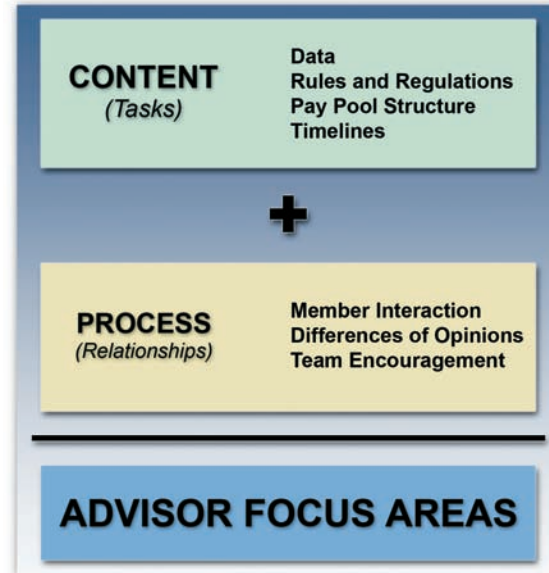 CONTENT
(Tasks)
Data
Rules and Regulations
Pay Pool Structure
Timelines
+
PROCESS
(Relationships)
Member Interaction
Differences of Opinions
Team Encouragement
ADVISOR FOCUS AREAS